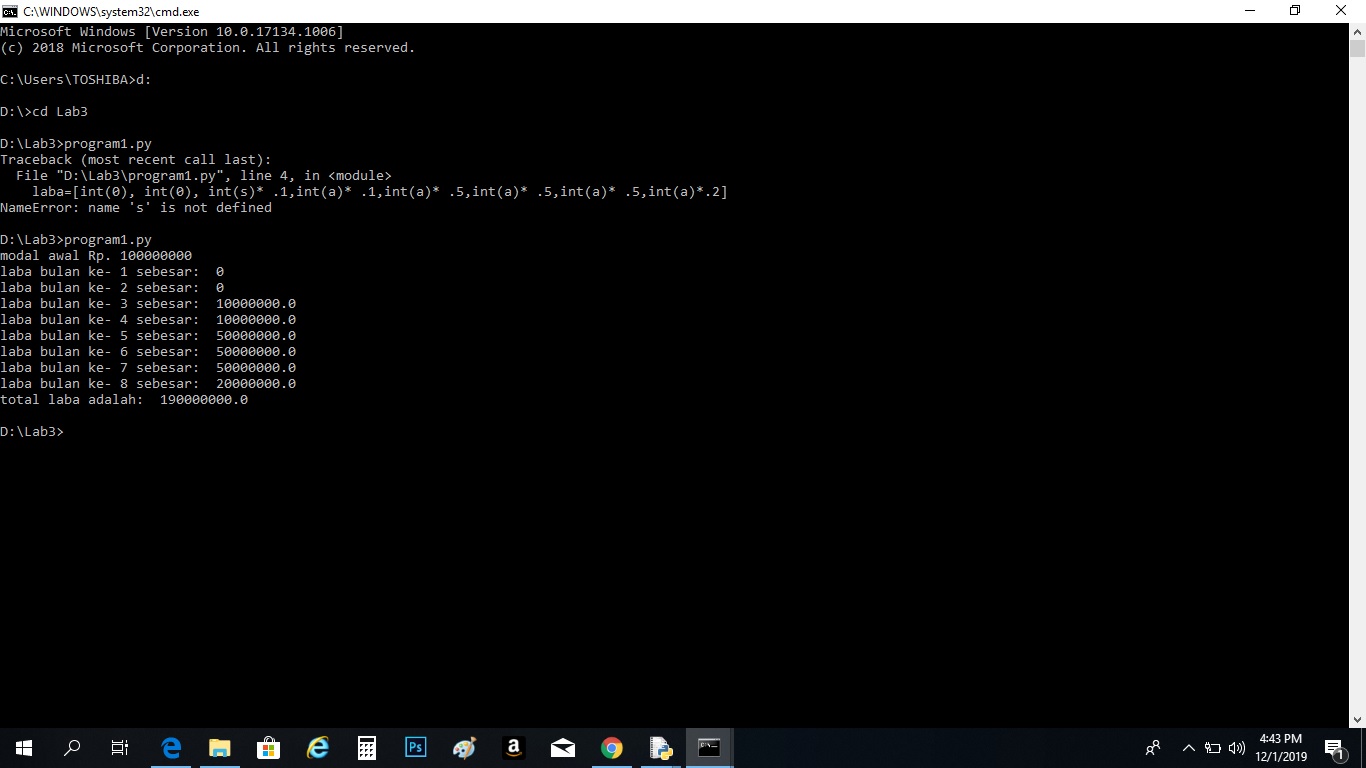 C:\WINDOWS\system32\cmd.exe
Microsoft Windows [Version 10.0.17134.1006]
(c) 2018 Microsoft Corporation. All rights reserved.
C:\Users\TOSHIBA>d:
D:\>cd Lab3
D:\Lab3>program1.py
Traceback (most recent call last):
  File "D:\Lab3\program1.py", line 4, in <module>
    laba=[int(0), int(0), int(s)* .1,int(a)* .1,int(a)* .5,int(a)* .5,int(a)* .5,int(a)*.2]
NameError: name 's' is not defined
D:\Lab3>program1.py
modal awal Rp. 100000000
laba bulan ke- 1 sebesar:  0
laba bulan ke- 2 sebesar:  0
laba bulan ke- 3 sebesar:  10000000.0
laba bulan ke- 4 sebesar:  10000000.0
laba bulan ke- 5 sebesar:  50000000.0
laba bulan ke- 6 sebesar:  50000000.0
laba bulan ke- 7 sebesar:  50000000.0
laba bulan ke- 8 sebesar:  20000000.0
total laba adalah:  190000000.0
D:\Lab3>
Ps
a
4:43 PM
12/1/2019
1